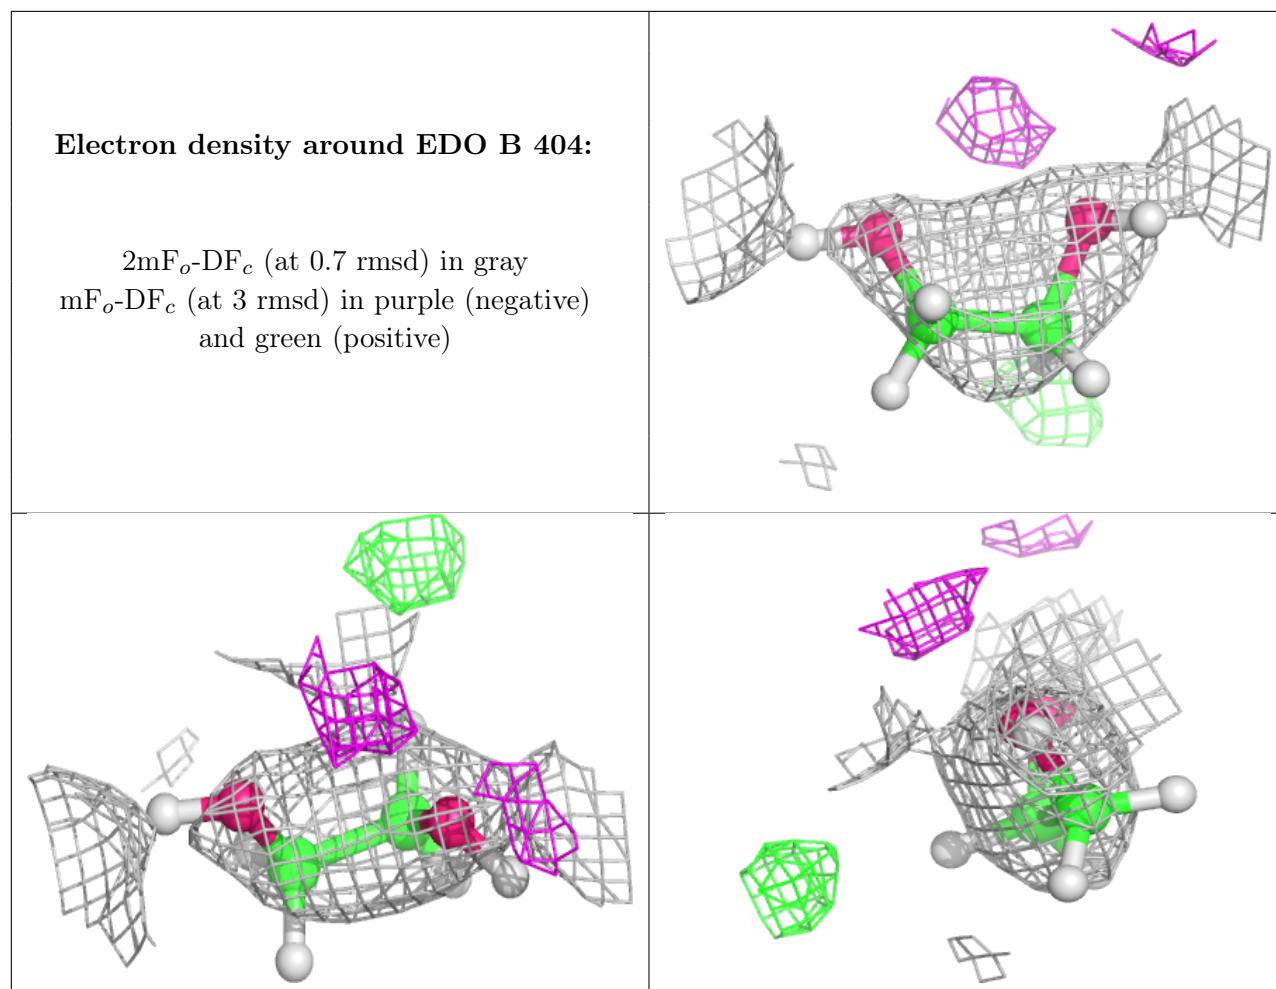 Electron density around EDO B 404:
2mFo-DFc (at 0.7 rmsd) in gray
mFo-DFc (at 3 rmsd) in purple (negative)
and green (positive)